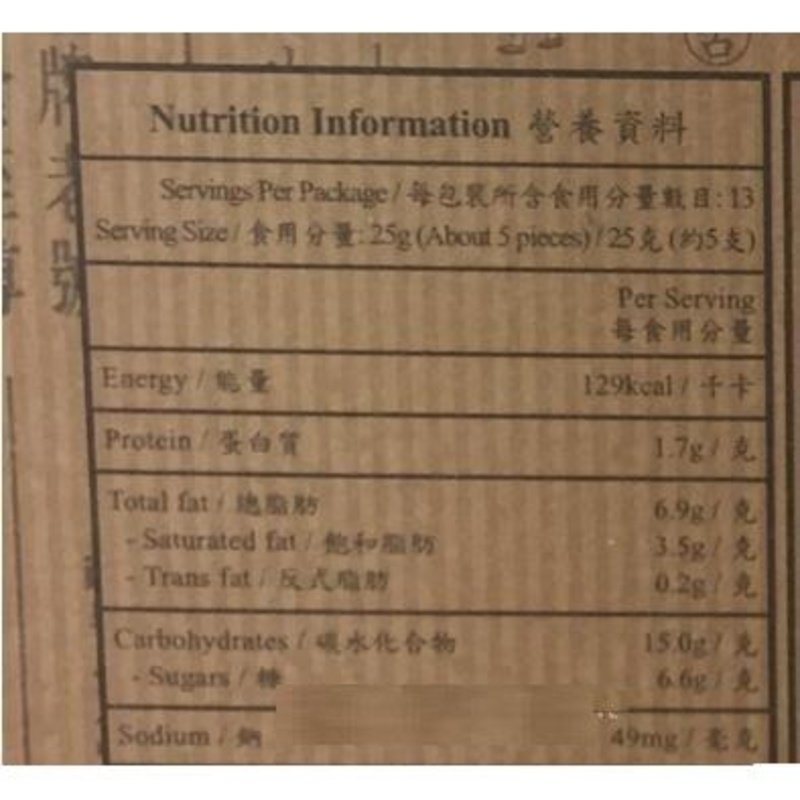 Nutrition Information 營養資料
Servings Per Package / 每包裝所含食用分量數目: 13
Serving Size / 食用分量: 25g (About 5 pieces) / 25克 (約5支)
Per Serving
每食用分量
Energy / 能量 129kcal / 千卡
Protein / 蛋白質 1.7g / 克
Total fat / 總脂肪 6.9g / 克
- Saturated fat / 飽和脂肪 3.5g / 克
- Trans fat / 反式脂肪 0.2g / 克
Carbohydrates / 碳水化合物 15.0g / 克
- Sugars / 糖 6.6g / 克
Sodium / 鈉 49mg / 毫克
牌老號